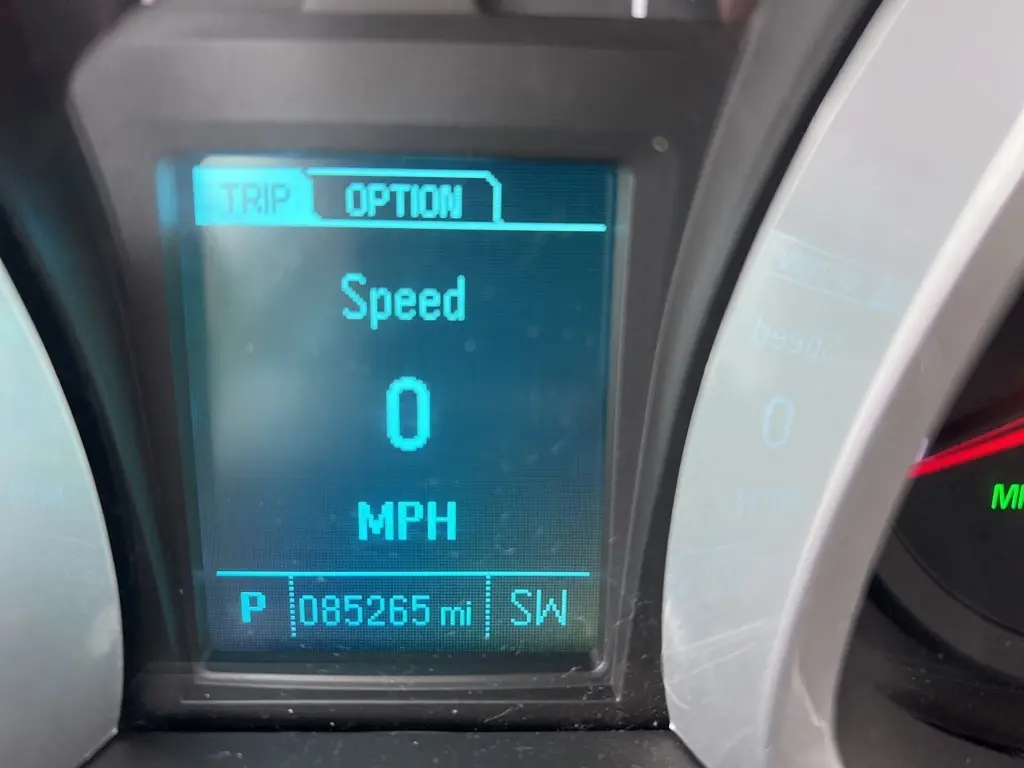 TRIP OPTION
Speed
0
MPH
P 085265 mi SW